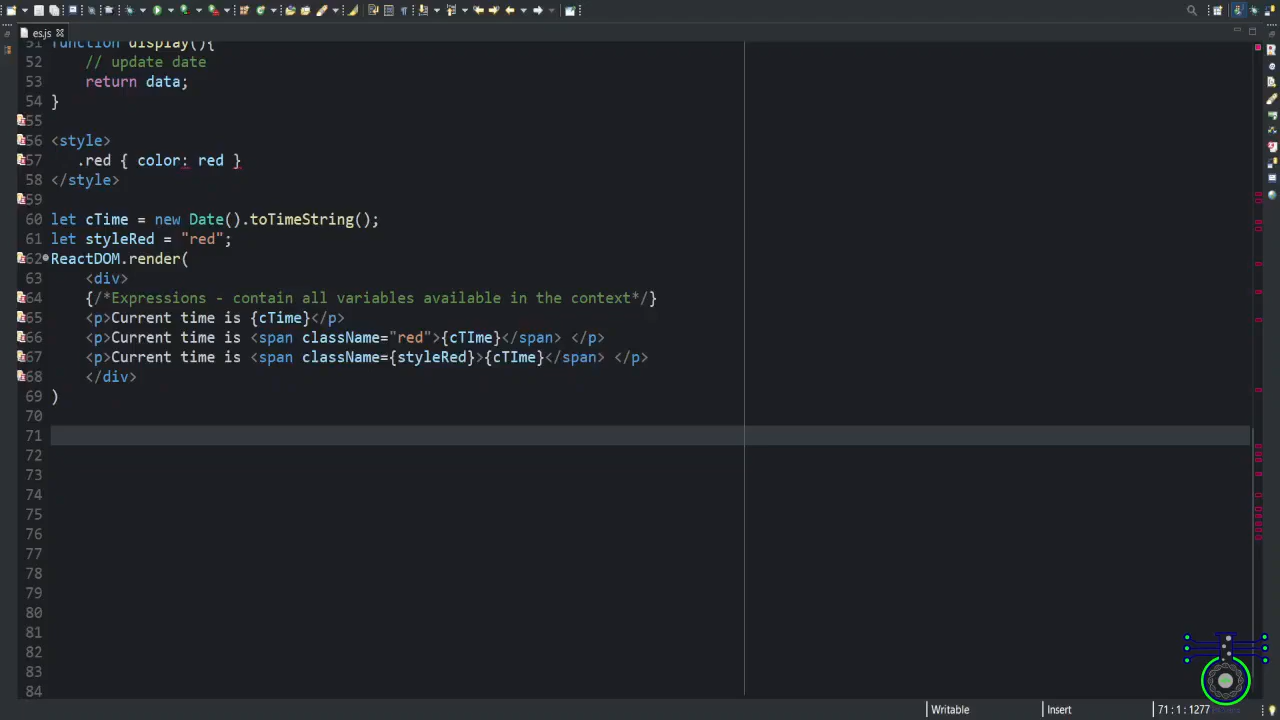 es.js
51 function display(){
52 // update date
53 return data;
54 }
55
56 <style>
57 .red { color: red }
58 </style>
59
60 let cTime = new Date().toTimeString();
61 let styleRed = "red";
62 ReactDOM.render(
63 <div>
64 {/*Expressions - contain all variables available in the context*/}
65 <p>Current time is {cTime}</p>
66 <p>Current time is <span className="red">{cTIme}</span> </p>
67 <p>Current time is <span className={styleRed}>{cTIme}</span> </p>
68 </div>
69 )
70
71
72
73
74
75
76
77
78
79
80
81
82
83
84
Writable Insert 71:1:1277